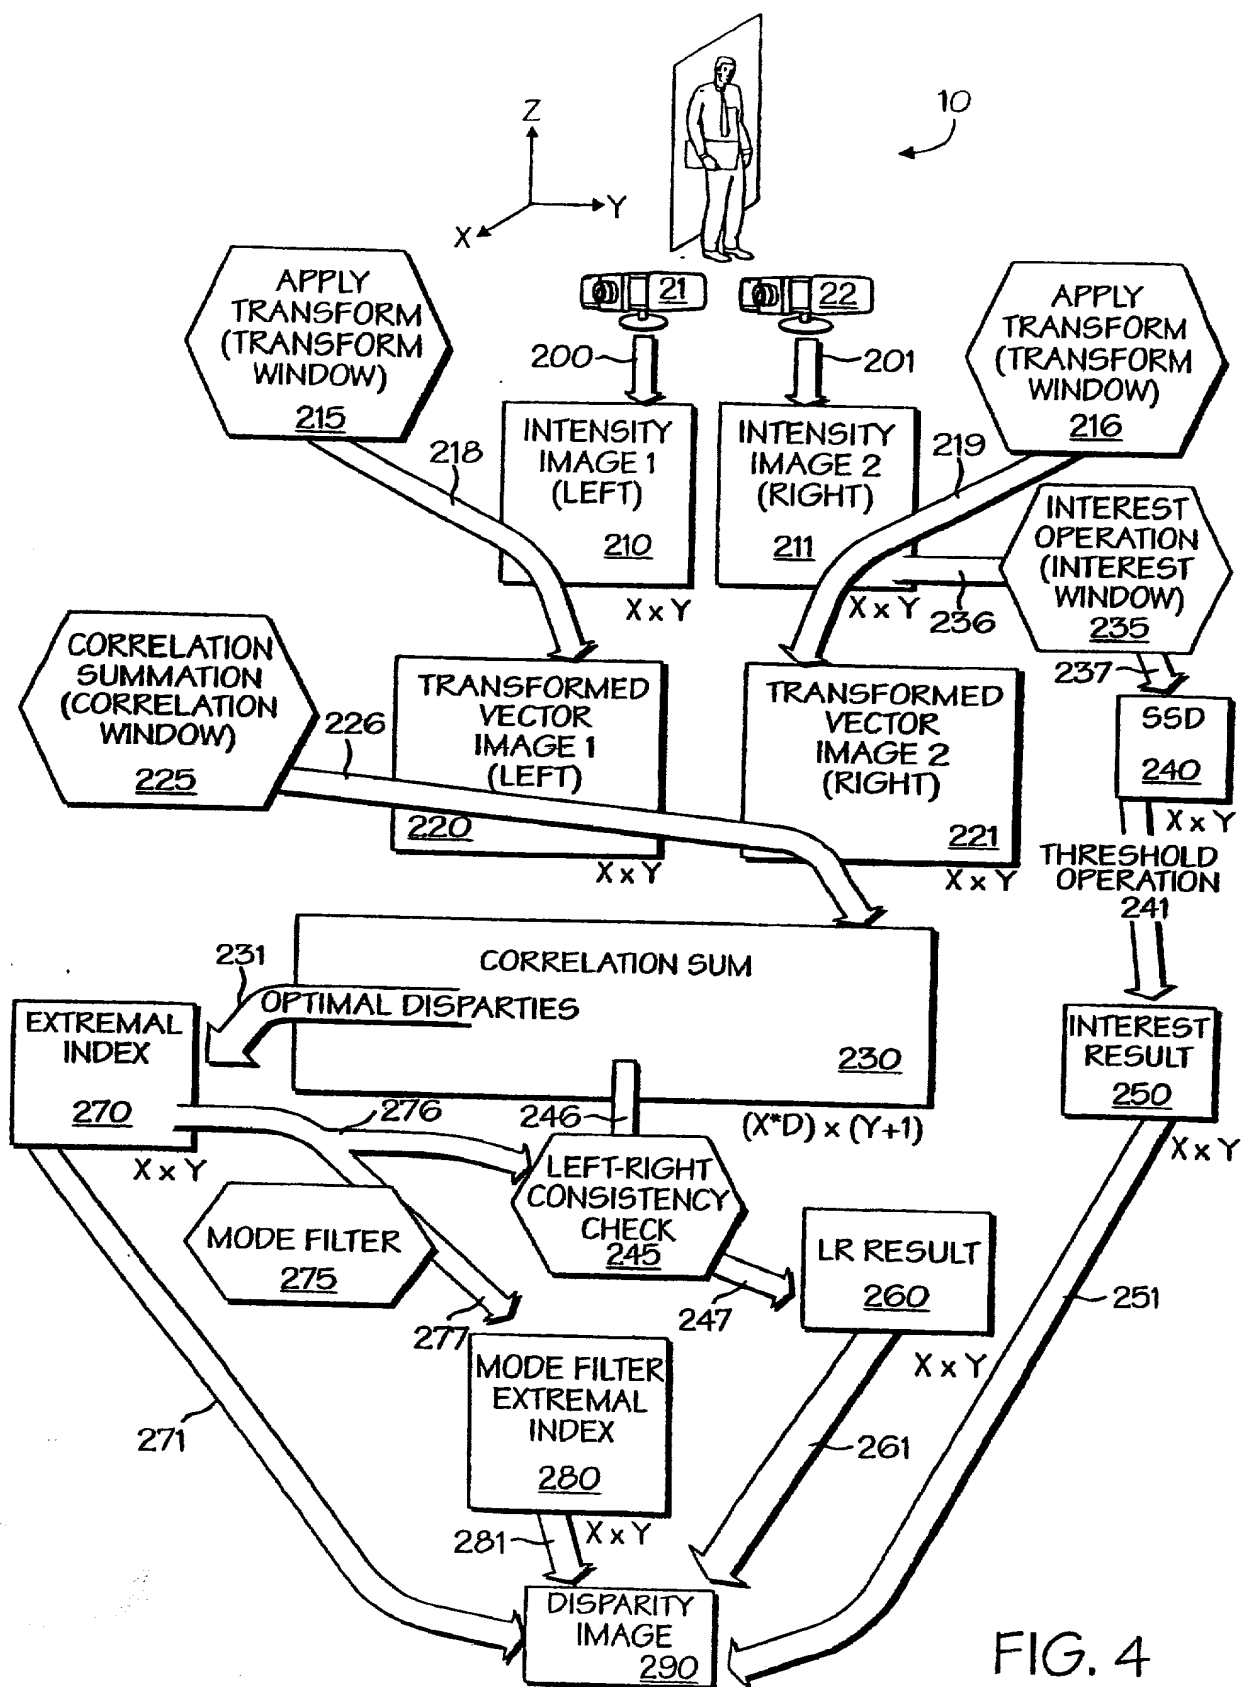 10
Z
Y
X
21
22
200
201
APPLY
TRANSFORM
(TRANSFORM
WINDOW)
215
APPLY
TRANSFORM
(TRANSFORM
WINDOW)
216
218
INTENSITY
IMAGE 1
(LEFT)
210
X x Y
INTENSITY
IMAGE 2
(RIGHT)
211
X x Y
219
236
INTEREST
OPERATION
(INTEREST
WINDOW)
235
237
CORRELATION
SUMMATION
(CORRELATION
WINDOW)
225
226
TRANSFORMED
VECTOR
IMAGE 1
(LEFT)
220
X x Y
TRANSFORMED
VECTOR
IMAGE 2
(RIGHT)
221
X x Y
SSD
240
X x Y
THRESHOLD
OPERATION
241
231
CORRELATION SUM
OPTIMAL DISPARTIES
230
(X*D) x (Y+1)
EXTREMAL
INDEX
270
X x Y
INTEREST
RESULT
250
X x Y
276
246
LEFT-RIGHT
CONSISTENCY
CHECK
245
MODE FILTER
275
LR RESULT
260
X x Y
247
251
277
MODE FILTER
EXTREMAL
INDEX
280
X x Y
271
261
281
DISPARITY
IMAGE
290
FIG. 4